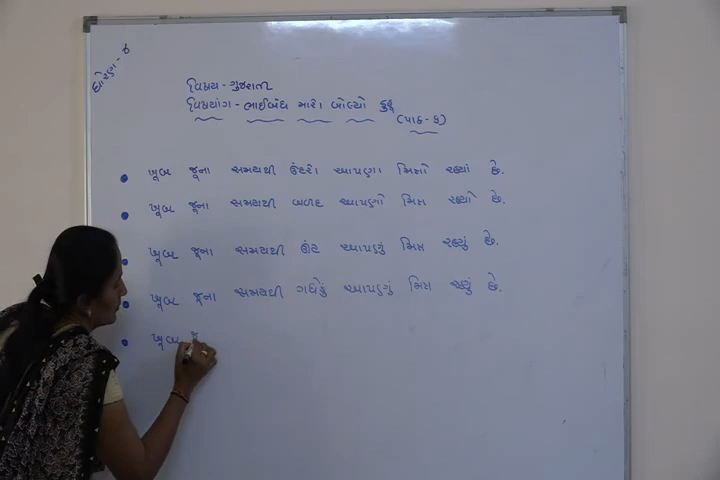 ધોરણ - ૬
વિષય - ગુજરાતી
વિષયાંગ - ભાઈબંધ મારો બોલ્યો કુકૂ
(પાઠ - ૬)
• ખૂબ જૂના સમયથી ઉંદરો આપણા મિત્રો રહ્યાં છે.
• ખૂબ જૂના સમયથી બળદ આપણો મિત્ર રહ્યો છે.
• ખૂબ જૂના સમયથી ઊંટ આપણું મિત્ર રહ્યું છે.
• ખૂબ જૂના સમયથી ગધેડું આપણું મિત્ર રહ્યું છે.
• ખૂબ જૂ